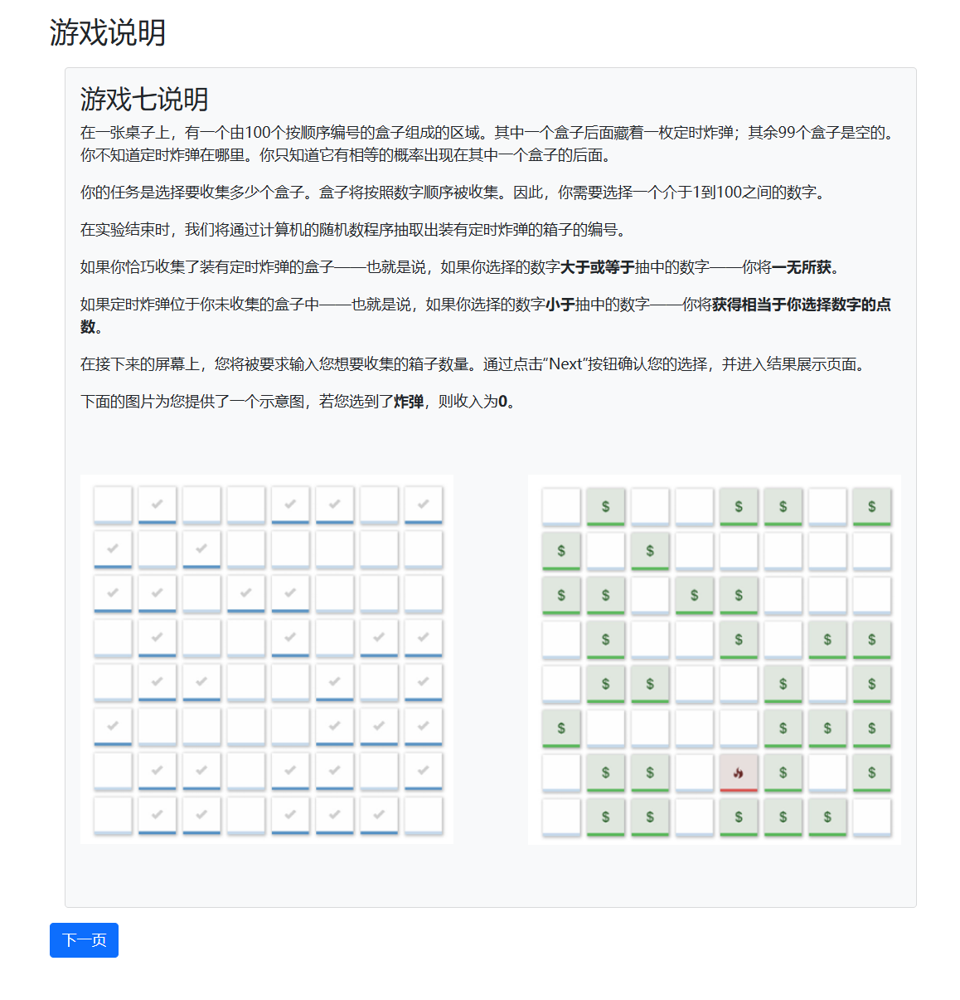 游戏说明
游戏七说明
在一张桌子上，有一个由100个按顺序编号的盒子组成的区域。其中一个盒子后面藏着一枚定时炸弹；其余99个盒子是空的。
你不知道定时炸弹在哪里。你只知道它有相等的概率出现在其中一个盒子的后面。
你的任务是选择要收集多少个盒子。盒子将按照数字顺序被收集。因此，你需要选择一个介于1到100之间的数字。
在实验结束时，我们将通过计算机的随机数程序抽取出装有定时炸弹的箱子的编号。
如果你恰巧收集了装有定时炸弹的盒子——也就是说，如果你选择的数字大于或等于抽中的数字——你将一无所获。
如果定时炸弹位于你未收集的盒子中——也就是说，如果你选择的数字小于抽中的数字——你将获得相当于你选择数字的点
数。
在接下来的屏幕上，您将被要求输入您想要收集的箱子数量。通过点击“Next”按钮确认您的选择，并进入结果展示页面。
下面的图片为您提供了一个示意图，若您选到了炸弹，则收入为0。
$ $ $ $
$ $
$ $ $ $
$ $ $ $
$ $ $ $
$ $ $ $
$ $ $ $
$ $ $ $ $
下一页